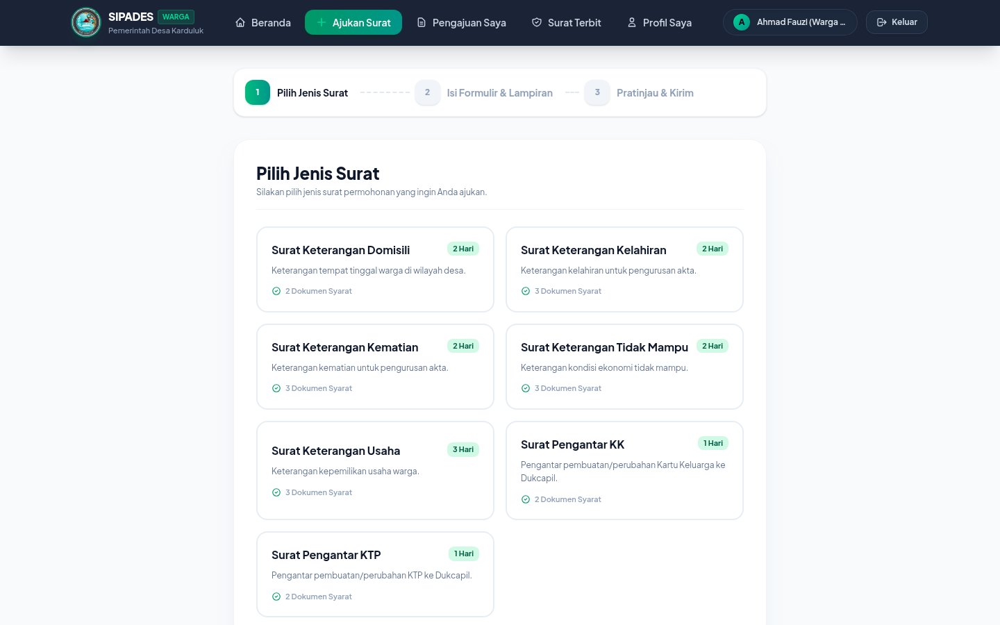 SIPADES WARGA
Pemerintah Desa Karduluk
Beranda
Ajukan Surat
Pengajuan Saya
Surat Terbit
Profil Saya
A Ahmad Fauzi (Warga ...
Keluar
1 Pilih Jenis Surat
2 Isi Formulir & Lampiran
3 Pratinjau & Kirim
Pilih Jenis Surat
Silakan pilih jenis surat permohonan yang ingin Anda ajukan.
Surat Keterangan Domisili 2 Hari
Keterangan tempat tinggal warga di wilayah desa.
2 Dokumen Syarat
Surat Keterangan Kelahiran 2 Hari
Keterangan kelahiran untuk pengurusan akta.
3 Dokumen Syarat
Surat Keterangan Kematian 2 Hari
Keterangan kematian untuk pengurusan akta.
3 Dokumen Syarat
Surat Keterangan Tidak Mampu 2 Hari
Keterangan kondisi ekonomi tidak mampu.
3 Dokumen Syarat
Surat Keterangan Usaha 3 Hari
Keterangan kepemilikan usaha warga.
3 Dokumen Syarat
Surat Pengantar KK 1 Hari
Pengantar pembuatan/perubahan Kartu Keluarga ke
Dukcapil.
2 Dokumen Syarat
Surat Pengantar KTP 1 Hari
Pengantar pembuatan/perubahan KTP ke Dukcapil.
2 Dokumen Syarat